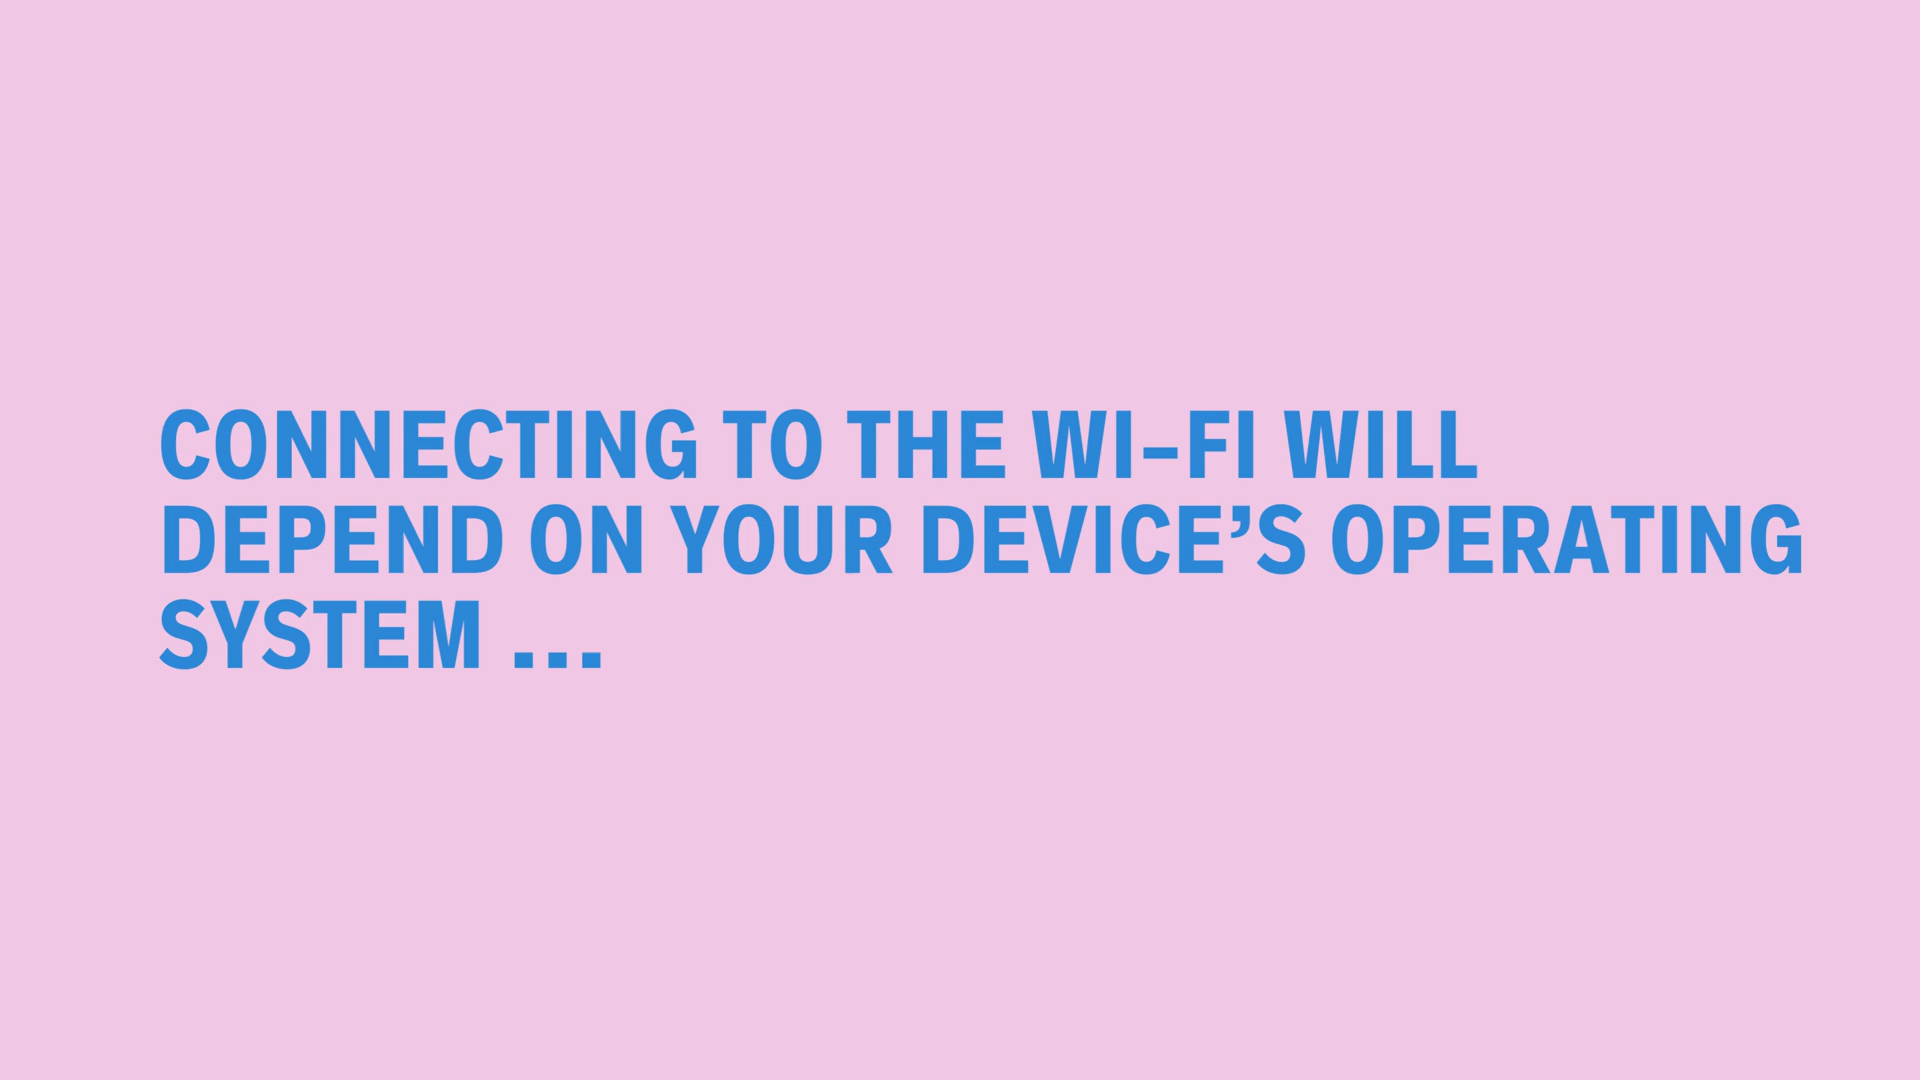 CONNECTING TO THE WI-FI WILL
DEPEND ON YOUR DEVICE’S OPERATING
SYSTEM ...